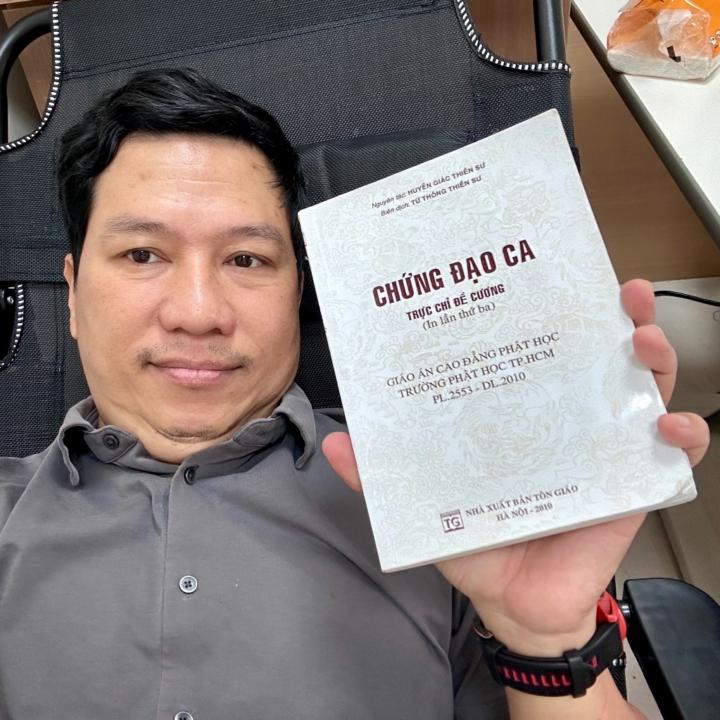 Nguyên tác: HUYỀN GIÁC THIỀN SƯ
Biên dịch: TỪ THÔNG THIỀN SƯ
CHỨNG ĐẠO CA
TRỰC CHỈ ĐỀ CƯƠNG
(In lần thứ ba)
GIÁO ÁN CAO ĐẲNG PHẬT HỌC
TRƯỜNG PHẬT HỌC TP.HCM
PL.2553 - DL.2010
TG
NHÀ XUẤT BẢN TÔN GIÁO
HÀ NỘI - 2010